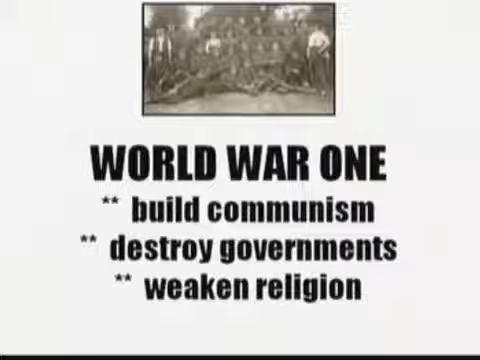 WORLD WAR ONE
** build communism
** destroy governments
** weaken religion